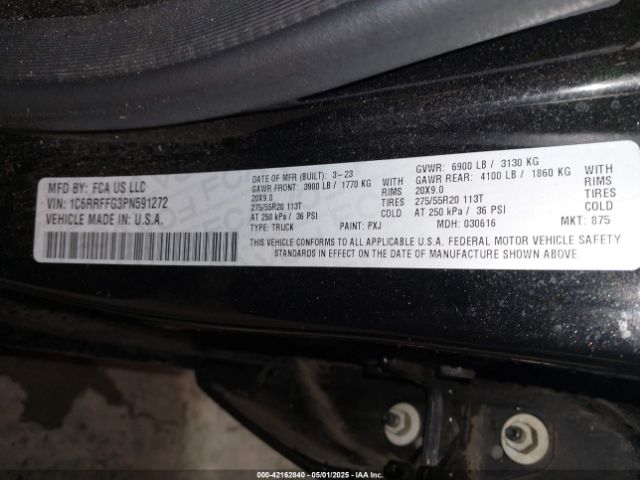 MFD BY: FCA US LLC
VIN: 1C6RRFFG3PN591272
VEHICLE MADE IN U.S.A.
DATE OF MFR (BUILT): 3-23 GVWR: 6900 LB / 3130 KG
GAWR FRONT: 3900 LB / 1770 KG WITH GAWR REAR: 4100 LB / 1860 KG WITH
20X9.0 RIMS 20X9.0 RIMS
275/55R20 113T TIRES 275/55R20 113T TIRES
AT 250 kPa / 36 PSI COLD AT 250 kPa / 36 PSI COLD
TYPE: TRUCK PAINT: PXJ MDH: 030616 MKT: 875
THIS VEHICLE CONFORMS TO ALL APPLICABLE U.S.A. FEDERAL MOTOR VEHICLE SAFETY
STANDARDS IN EFFECT ON THE DATE OF MANUFACTURE SHOWN ABOVE.
000-42162840 - 05/01/2025 - IAAI.COM